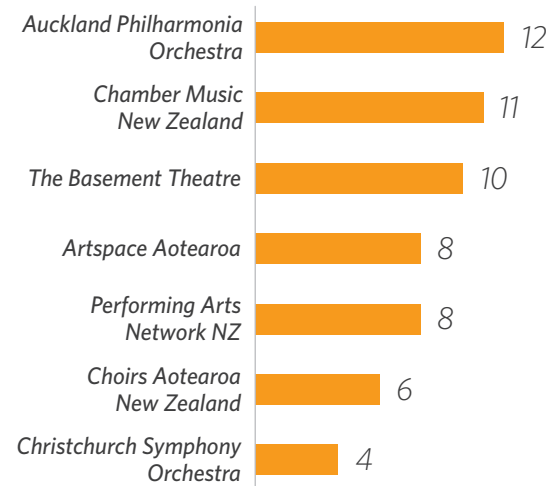 Auckland Philharmonia
Orchestra
12
Chamber Music
New Zealand
11
The Basement Theatre
10
Artspace Aotearoa
8
Performing Arts
Network NZ
8
Choirs Aotearoa
New Zealand
6
Christchurch Symphony
Orchestra
4